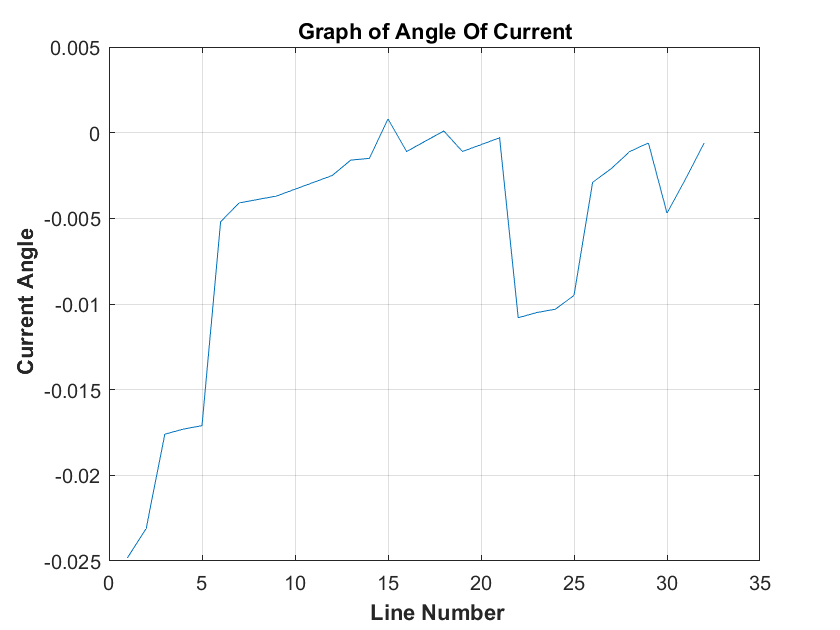 Graph of Angle Of Current
0.005
0
-0.005
-0.01
-0.015
-0.02
-0.025
Current Angle
0 5 10 15 20 25 30 35
Line Number